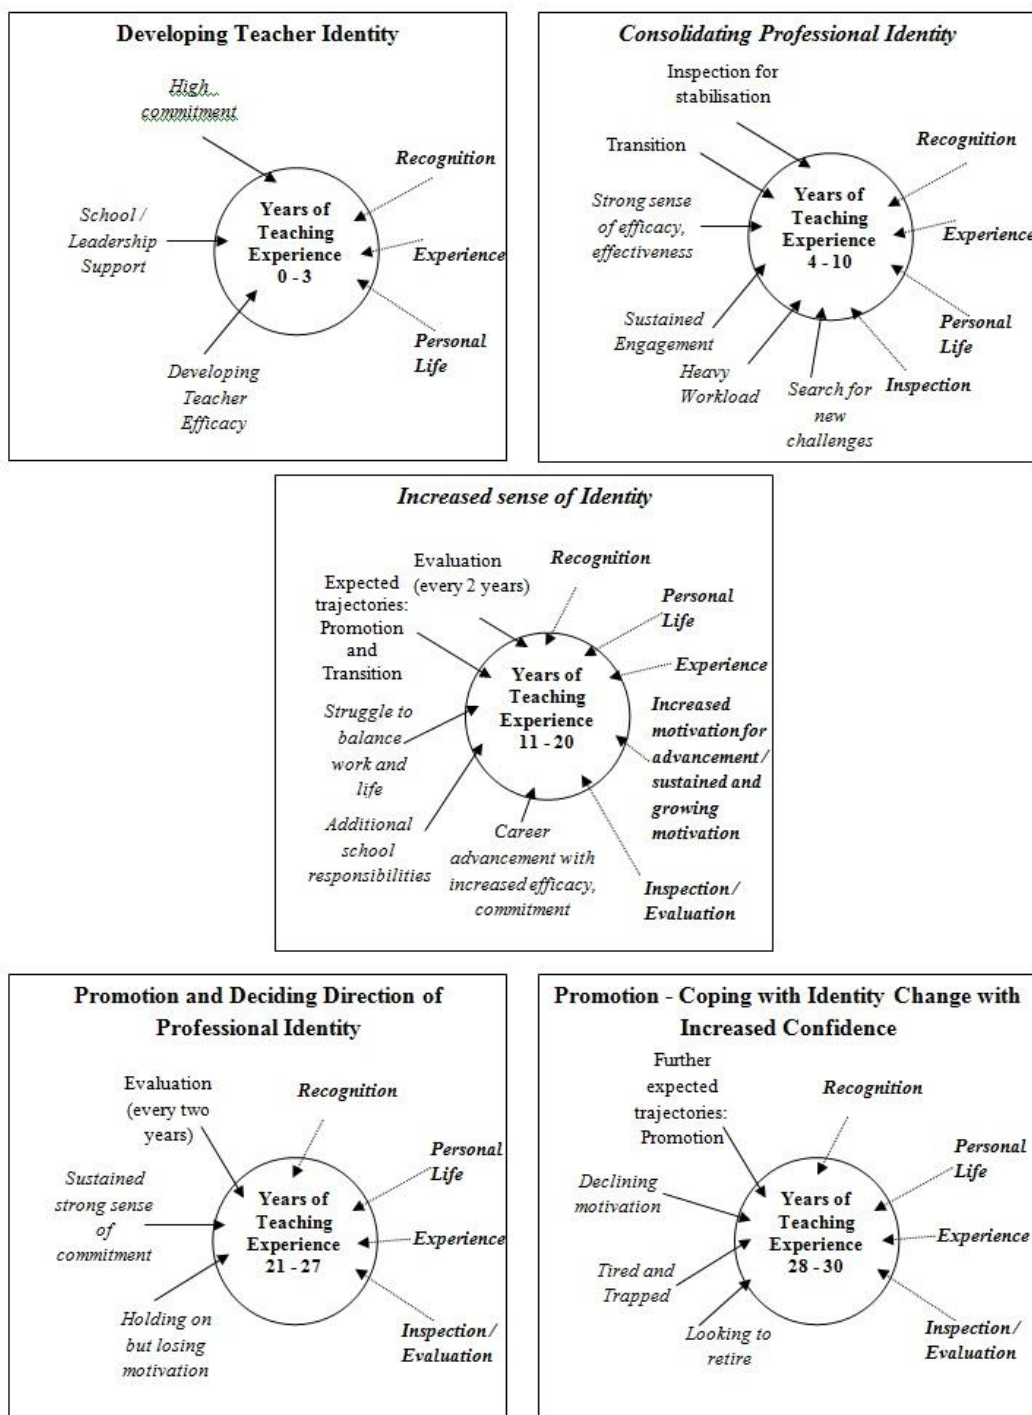 Developing Teacher Identity
High
commitment
Recognition
School /
Leadership
Support
Years of
Teaching
Experience
0 - 3
Experience
Personal
Life
Developing
Teacher
Efficacy
Consolidating Professional Identity
Inspection for
stabilisation
Transition
Recognition
Strong sense
of efficacy,
effectiveness
Years of
Teaching
Experience
4 - 10
Experience
Sustained
Engagement
Personal
Life
Heavy
Workload
Search for
new
challenges
Inspection
Increased sense of Identity
Evaluation
(every 2 years)
Recognition
Expected
trajectories:
Promotion
and
Transition
Personal
Life
Experience
Years of
Teaching
Experience
11 - 20
Struggle to
balance
work and
life
Increased
motivation for
advancement /
sustained and
growing
motivation
Additional
school
responsibilities
Career
advancement with
increased efficacy,
commitment
Inspection /
Evaluation
Promotion and Deciding Direction of
Professional Identity
Evaluation
(every two
years)
Recognition
Personal
Life
Sustained
strong sense
of
commitment
Years of
Teaching
Experience
21 - 27
Experience
Holding on
but losing
motivation
Inspection /
Evaluation
Promotion - Coping with Identity Change with
Increased Confidence
Further
expected
trajectories:
Promotion
Recognition
Personal
Life
Declining
motivation
Years of
Teaching
Experience
28 - 30
Experience
Tired and
Trapped
Looking to
retire
Inspection /
Evaluation